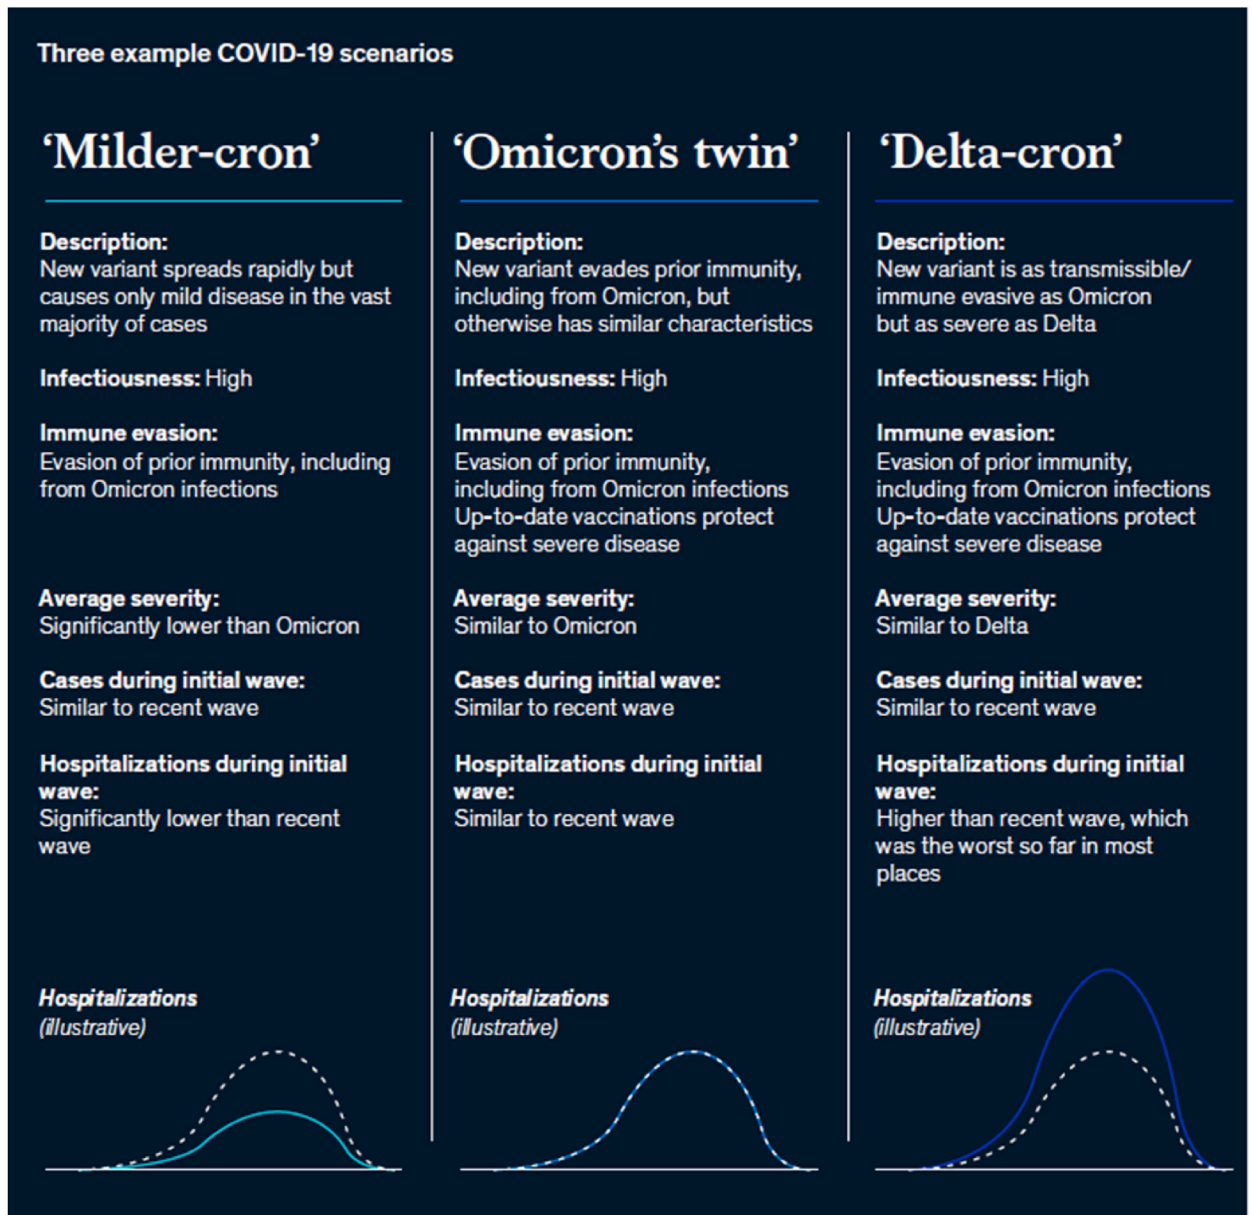 Three example COVID-19 scenarios
‘Milder-cron’
Description:
New variant spreads rapidly but
causes only mild disease in the vast
majority of cases
Infectiousness: High
Immune evasion:
Evasion of prior immunity, including
from Omicron infections
Average severity:
Significantly lower than Omicron
Cases during initial wave:
Similar to recent wave
Hospitalizations during initial
wave:
Significantly lower than recent
wave
Hospitalizations
(illustrative)
‘Omicron’s twin’
Description:
New variant evades prior immunity,
including from Omicron, but
otherwise has similar characteristics
Infectiousness: High
Immune evasion:
Evasion of prior immunity,
including from Omicron infections
Up-to-date vaccinations protect
against severe disease
Average severity:
Similar to Omicron
Cases during initial wave:
Similar to recent wave
Hospitalizations during initial
wave:
Similar to recent wave
Hospitalizations
(illustrative)
‘Delta-cron’
Description:
New variant is as transmissible/
immune evasive as Omicron
but as severe as Delta
Infectiousness: High
Immune evasion:
Evasion of prior immunity,
including from Omicron infections
Up-to-date vaccinations protect
against severe disease
Average severity:
Similar to Delta
Cases during initial wave:
Similar to recent wave
Hospitalizations during initial
wave:
Higher than recent wave, which
was the worst so far in most
places
Hospitalizations
(illustrative)